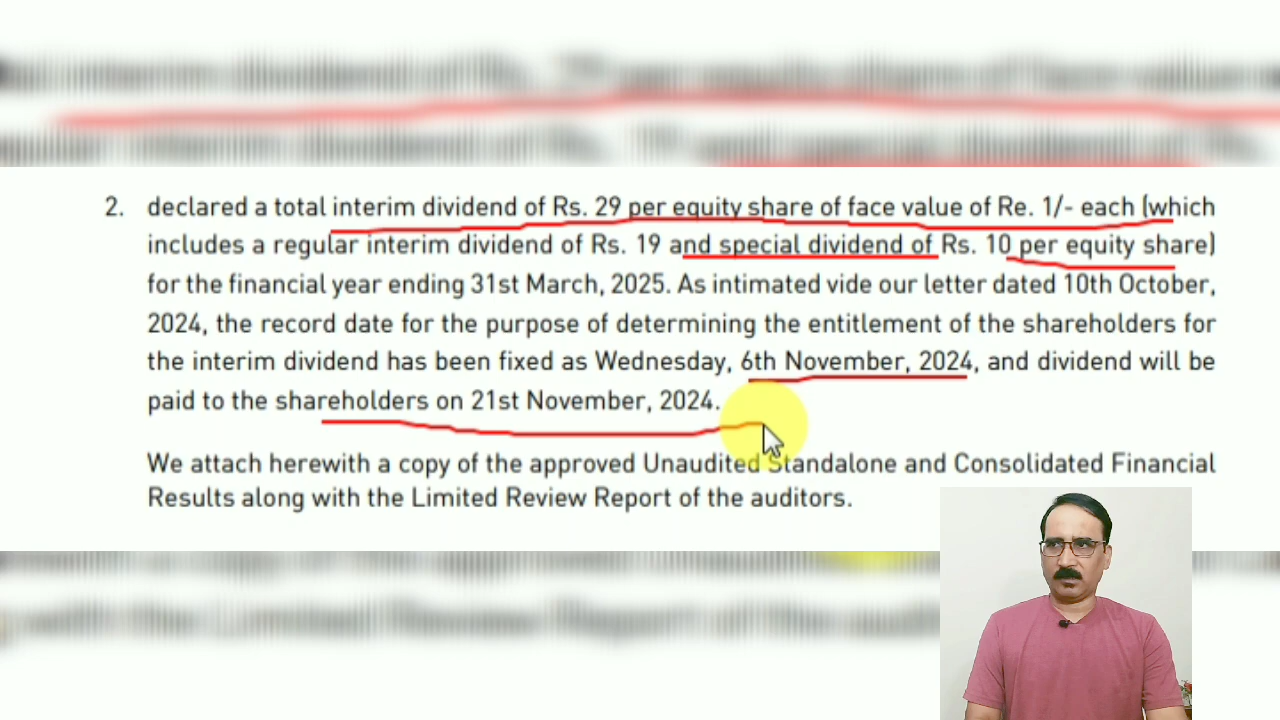 2. declared a total interim dividend of Rs. 29 per equity share of face value of Re. 1/- each (which
includes a regular interim dividend of Rs. 19 and special dividend of Rs. 10 per equity share)
for the financial year ending 31st March, 2025. As intimated vide our letter dated 10th October,
2024, the record date for the purpose of determining the entitlement of the shareholders for
the interim dividend has been fixed as Wednesday, 6th November, 2024, and dividend will be
paid to the shareholders on 21st November, 2024.
We attach herewith a copy of the approved Unaudited Standalone and Consolidated Financial
Results along with the Limited Review Report of the auditors.